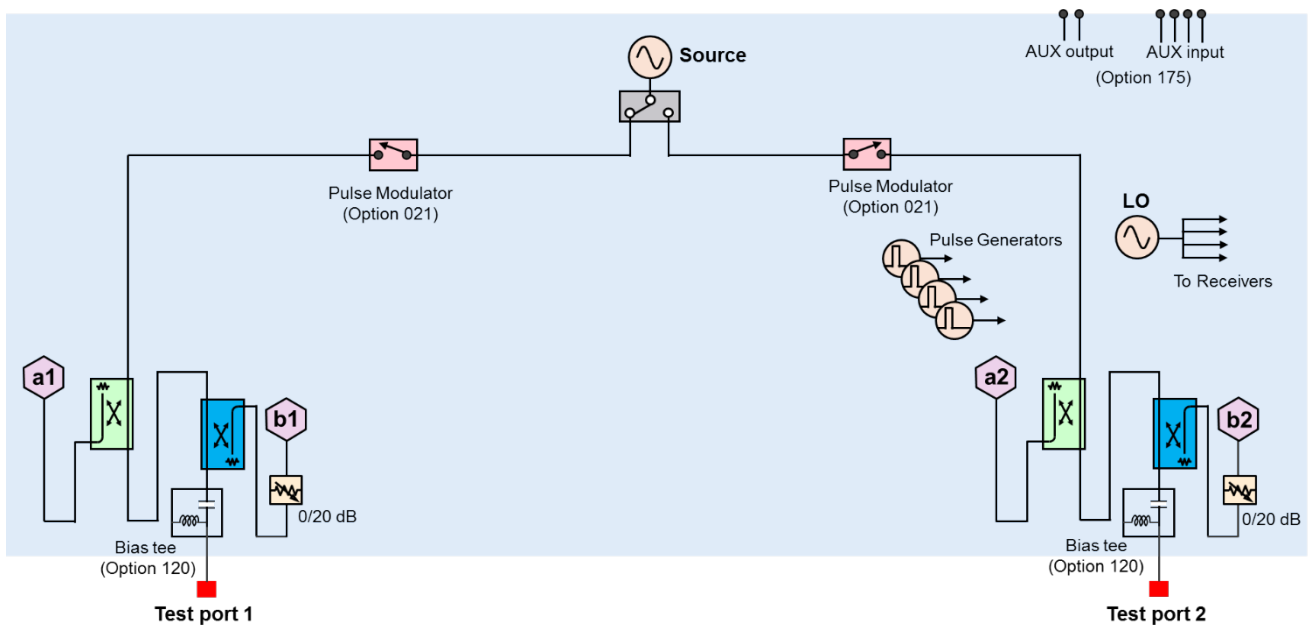 AUX output
AUX input
(Option 175)
Source
Pulse Modulator
(Option 021)
Pulse Modulator
(Option 021)
LO
Pulse Generators
To Receivers
a1
b1
0/20 dB
Bias tee
(Option 120)
Test port 1
a2
b2
0/20 dB
Bias tee
(Option 120)
Test port 2